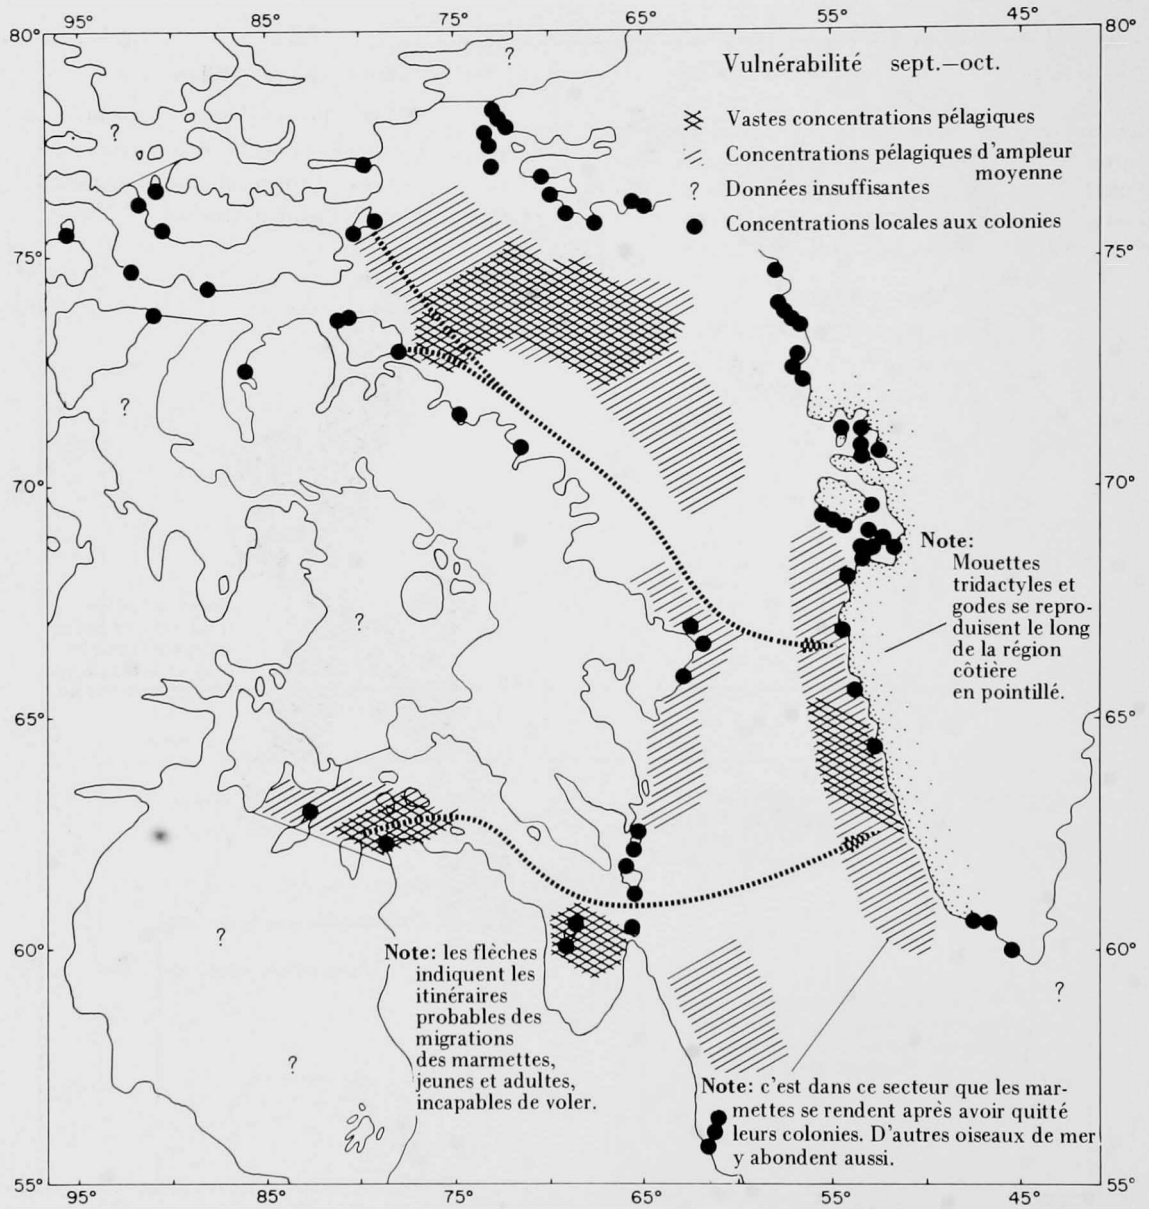 95° 85° 75° 65° 55° 45°
80° 80°
Vulnérabilité sept.–oct.
Vastes concentrations pélagiques
Concentrations pélagiques d'ampleur
moyenne
? Données insuffisantes
Concentrations locales aux colonies
?
?
75° 75°
?
70° 70°
Note:
Mouettes
tridactyles et
godes se repro-
duisent le long
de la région
côtière
en pointillé.
?
65° 65°
?
60° 60°
Note: les flèches
indiquent les
itinéraires
probables des
migrations
des marmettes,
jeunes et adultes,
incapables de voler.
?
?
Note: c'est dans ce secteur que les mar-
mettes se rendent après avoir quitté
leurs colonies. D'autres oiseaux de mer
y abondent aussi.
55° 55°
95° 85° 75° 65° 55° 45°